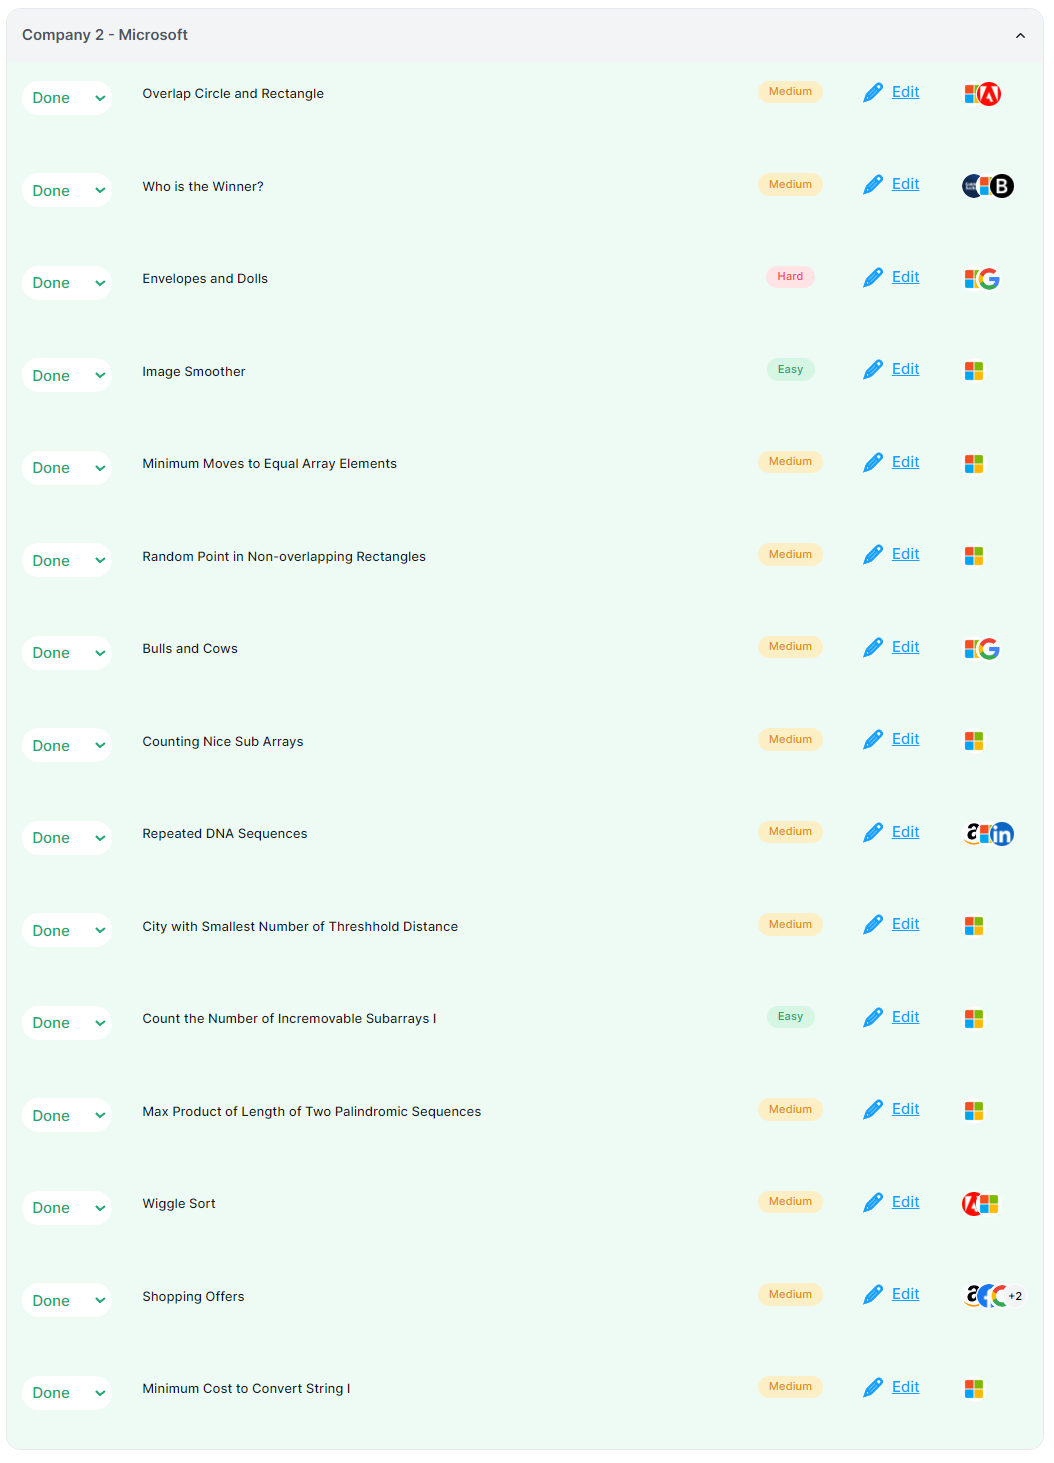 Company 2 - Microsoft
Done Overlap Circle and Rectangle Medium Edit
Done Who is the Winner? Medium Edit B
Done Envelopes and Dolls Hard Edit
Done Image Smoother Easy Edit
Done Minimum Moves to Equal Array Elements Medium Edit
Done Random Point in Non-overlapping Rectangles Medium Edit
Done Bulls and Cows Medium Edit
Done Counting Nice Sub Arrays Medium Edit
Done Repeated DNA Sequences Medium Edit a in
Done City with Smallest Number of Threshhold Distance Medium Edit
Done Count the Number of Incremovable Subarrays I Easy Edit
Done Max Product of Length of Two Palindromic Sequences Medium Edit
Done Wiggle Sort Medium Edit
Done Shopping Offers Medium Edit a +2
Done Minimum Cost to Convert String I Medium Edit